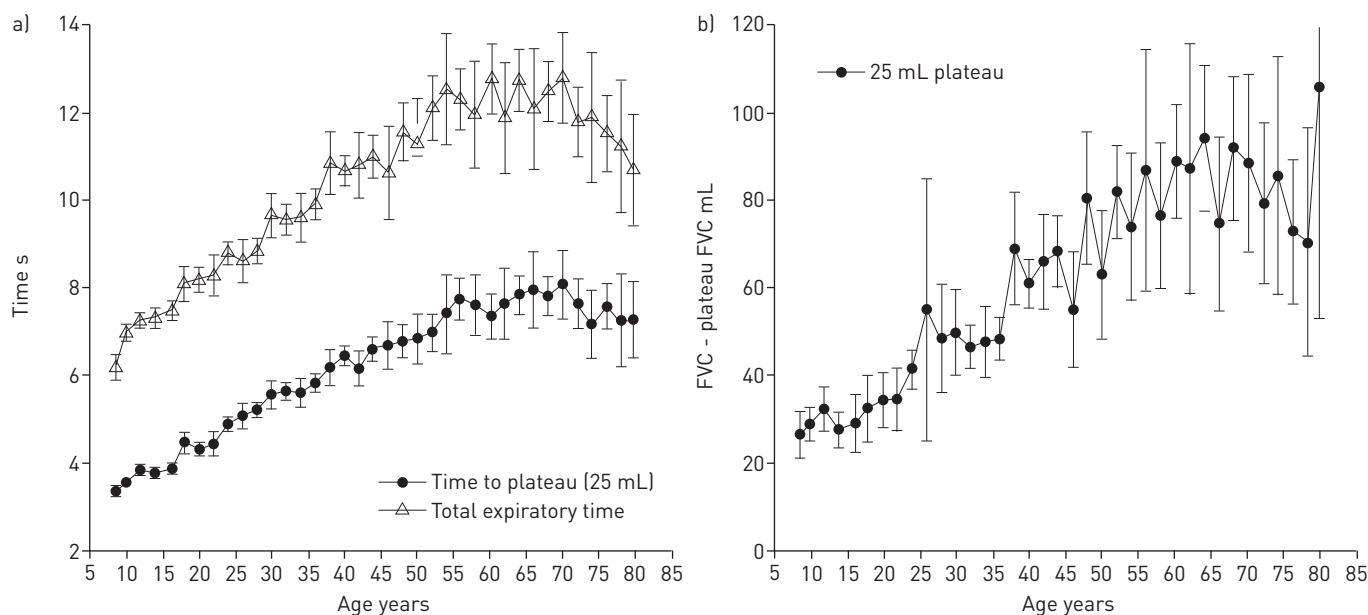 a)
14
12
10
8
6
4
2
Time s
Time to plateau (25 mL)
Total expiratory time
5 10 15 20 25 30 35 40 45 50 55 60 65 70 75 80 85
Age years
b)
120
100
80
60
40
20
0
FVC - plateau FVC mL
25 mL plateau
5 10 15 20 25 30 35 40 45 50 55 60 65 70 75 80 85
Age years